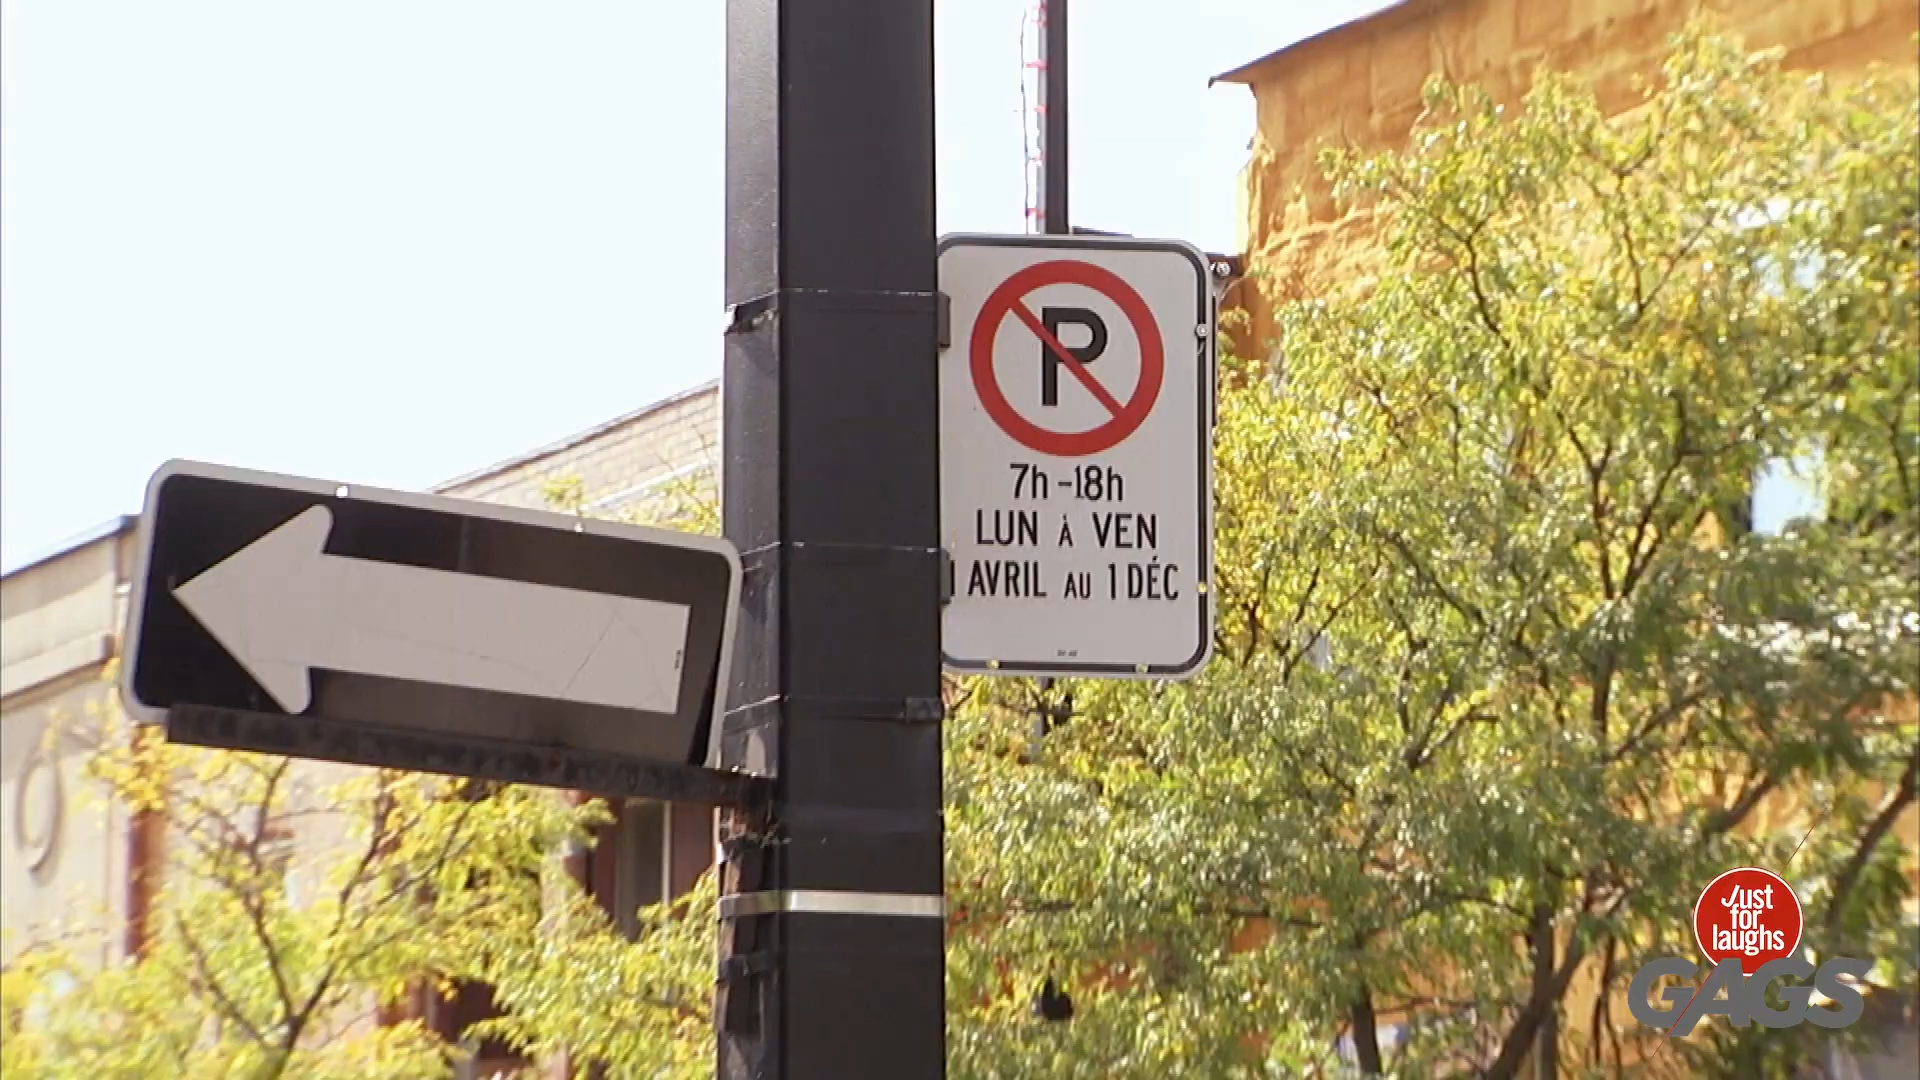 P
7h-18h
LUN À VEN
1 AVRIL AU 1 DÉC
Just
for
laughs
GAGS